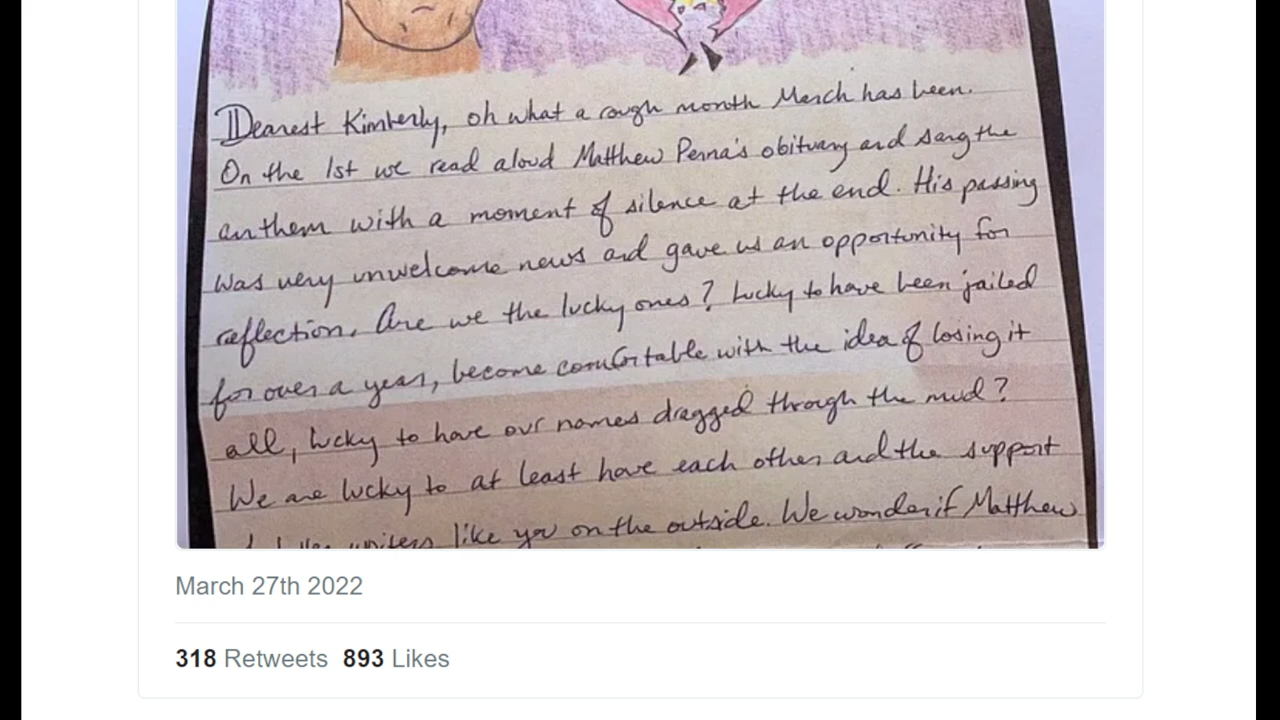 Dearest Kimberly, oh what a rough month March has been.
On the 1st we read aloud Matthew Perna's obituary and sang the
anthem with a moment of silence at the end. His passing
was very unwelcome news and gave us an opportunity for
reflection. Are we the lucky ones? Lucky to have been jailed
for over a year, become comfortable with the idea of losing it
all, lucky to have our names dragged through the mud?
We are lucky to at least have each other and the support
writers like you on the outside. We wonder if Matthew
March 27th 2022
318 Retweets 893 Likes